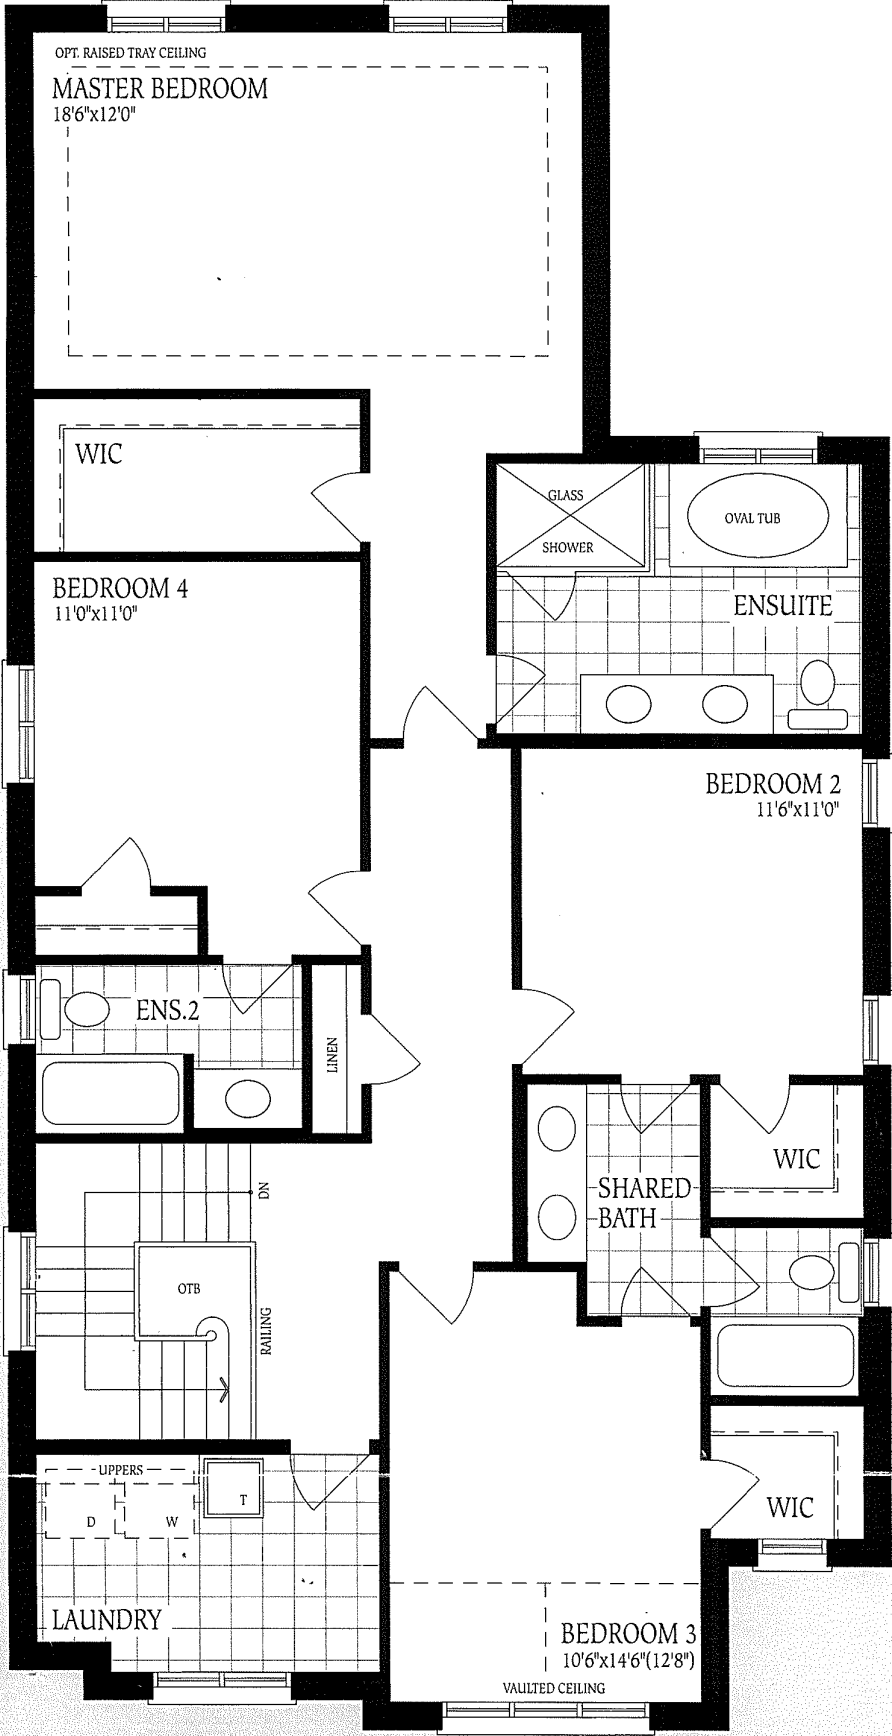 OPT. RAISED TRAY CEILING
MASTER BEDROOM
18'6"x12'0"
WIC
GLASS
SHOWER
OVAL TUB
ENSUITE
BEDROOM 4
11'0"x11'0"
BEDROOM 2
11'6"x11'0"
ENS.2
LINEN
WIC
SHARED
BATH
DN
OTB
RAILING
UPPERS
D
W
T
LAUNDRY
WIC
BEDROOM 3
10'6"x14'6"(12'8")
VAULTED CEILING